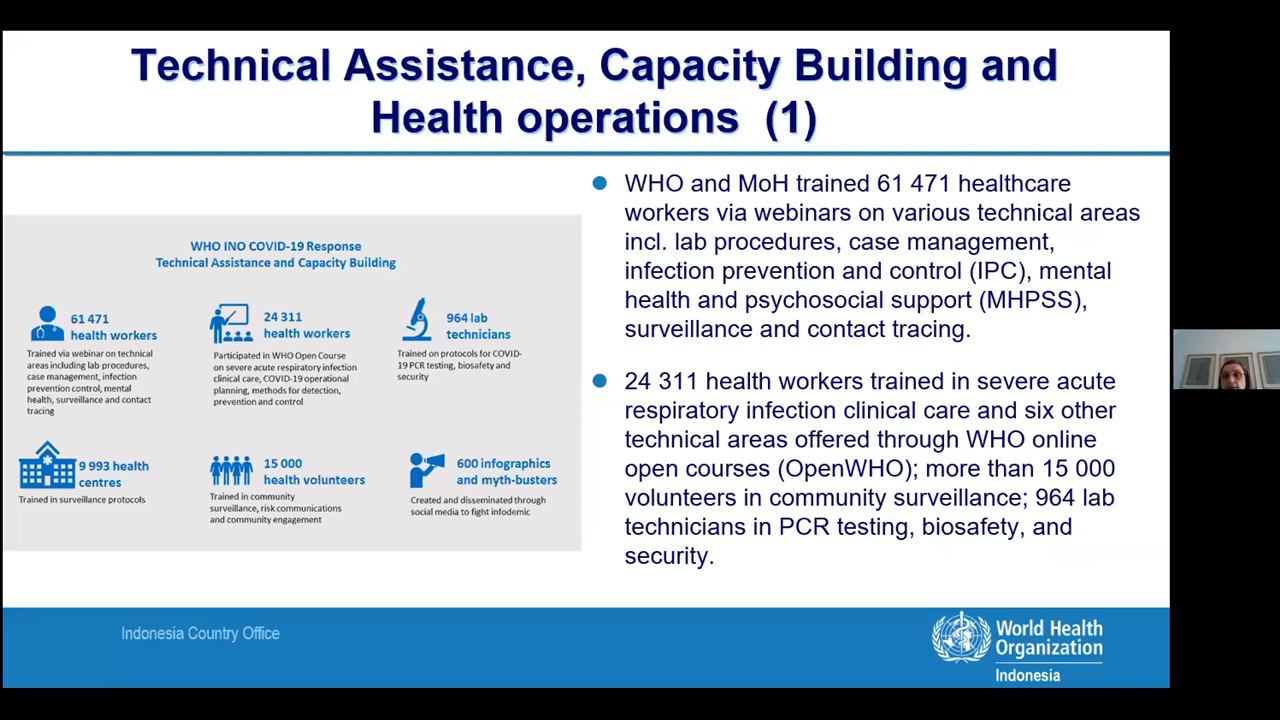 Technical Assistance, Capacity Building and
Health operations (1)
WHO INO COVID-19 Response
Technical Assistance and Capacity Building
61 471
health workers
Trained via webinar on technical
areas including lab procedures,
case management, infection
prevention control, mental
health, surveillance and contact
tracing
24 311
health workers
Participated in WHO Open Course
on severe acute respiratory infection
clinical care, COVID-19 operational
planning, methods for detection,
prevention and control
964 lab
technicians
Trained on protocols for COVID-
19 PCR testing, biosafety and
security
9 993 health
centres
Trained in surveillance protocols
15 000
health volunteers
Trained in community
surveillance, risk communications
and community engagement
600 infographics
and myth-busters
Created and disseminated through
social media to fight infodemic
WHO and MoH trained 61 471 healthcare
workers via webinars on various technical areas
incl. lab procedures, case management,
infection prevention and control (IPC), mental
health and psychosocial support (MHPSS),
surveillance and contact tracing.
24 311 health workers trained in severe acute
respiratory infection clinical care and six other
technical areas offered through WHO online
open courses (OpenWHO); more than 15 000
volunteers in community surveillance; 964 lab
technicians in PCR testing, biosafety, and
security.
Indonesia Country Office
World Health
Organization
Indonesia